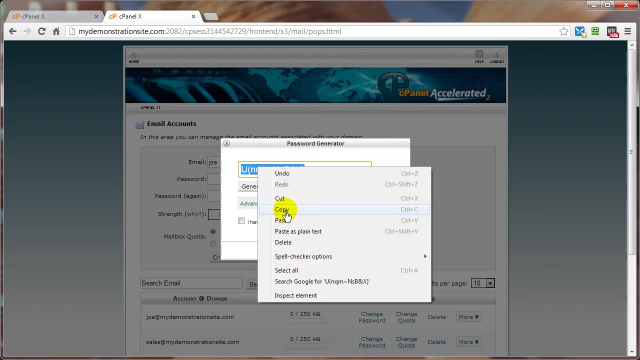 cPanel X
cPanel X
mydemonstrationsite.com:2082/cpsess3144542729/frontend/x3/mail/pops.html
HOME
HELP
LOGOUT
cPanel Accelerated 2
CPANEL 11
Email Accounts
In this area you can manage the email accounts associated with your domain
Password Generator
Email:
joe
Password:
Password (again):
Strength (why?):
Mailbox Quota:
Advan
I ha
Undo Ctrl+Z
Redo Ctrl+Shift+Z
Cut Ctrl+X
Copy Ctrl+C
Ctrl+V
Paste as plain text Ctrl+Shift+V
Delete
Spell-checker options
Select all Ctrl+A
Search Google for 'U(nqm=NsB&X)'
Inspect element
Search Email
per page:
10
Account @ Domain
joe@mydemonstrationsite.com
0 / 250 MB
Change Password
Change Quota
Delete
More
sales@mydemonstrationsite.com
0 / 250 MB
Change Password
Change Quota
Delete
More